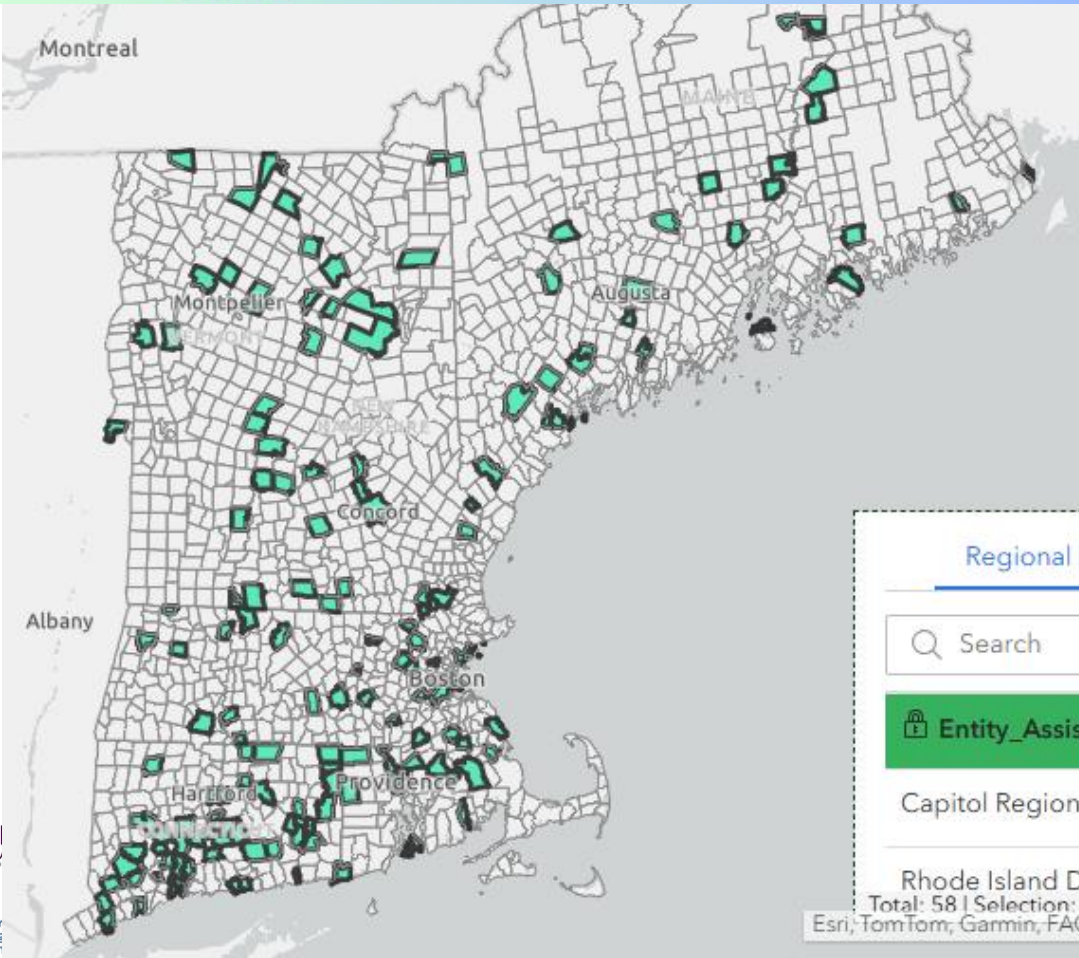 Montreal
MAINE
Montpelier
VERMONT
Augusta
NEW
HAMPSHIRE
Concord
Albany
Boston
Hartford
Providence
CONNECTICUT
Regional
Search
Entity_Assis
Capitol Region
Rhode Island D
Total: 58 | Selection:
Esri, TomTom, Garmin, FAO